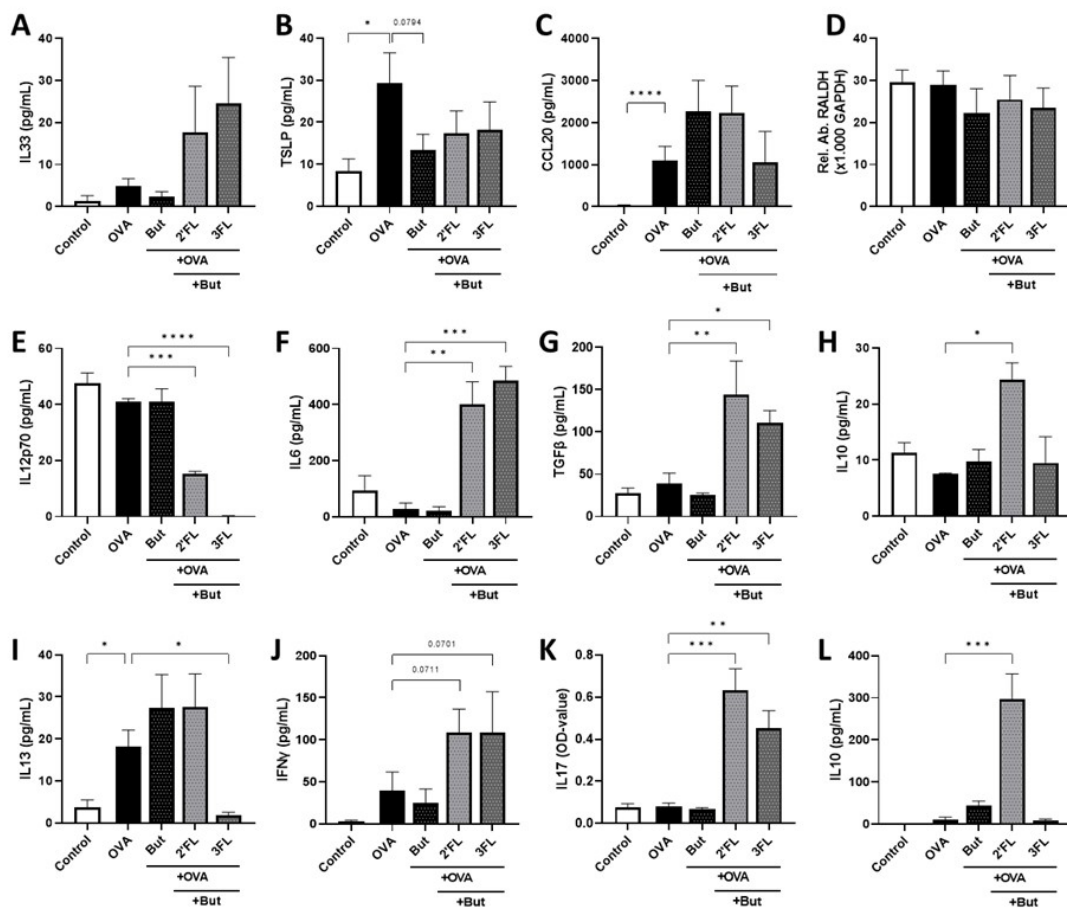 A
IL33 (pg/mL)
40
30
20
10
0
Control
OVA
But
2'FL
3FL
+OVA
+But
B
TSLP (pg/mL)
40
30
20
10
0
* 0.0794
Control
OVA
But
2'FL
3FL
+OVA
+But
C
CCL20 (pg/mL)
4000
3000
2000
1000
0
****
Control
OVA
But
2'FL
3FL
+OVA
+But
D
Rel. Ab. RALDH
(x1.000 GAPDH)
40
30
20
10
0
Control
OVA
But
2'FL
3FL
+OVA
+But
E
IL12p70 (pg/mL)
60
40
20
0
****
***
Control
OVA
But
2'FL
3FL
+OVA
+But
F
IL6 (pg/mL)
600
400
200
0
***
**
Control
OVA
But
2'FL
3FL
+OVA
+But
G
TGFβ (pg/mL)
200
150
100
50
0
*
**
Control
OVA
But
2'FL
3FL
+OVA
+But
H
IL10 (pg/mL)
30
20
10
0
*
Control
OVA
But
2'FL
3FL
+OVA
+But
I
IL13 (pg/mL)
40
30
20
10
0
* *
Control
OVA
But
2'FL
3FL
+OVA
+But
J
IFNγ (pg/mL)
200
150
100
50
0
0.0701
0.0711
Control
OVA
But
2'FL
3FL
+OVA
+But
K
IL17 (OD-value)
0.8
0.6
0.4
0.2
0.0
**
***
Control
OVA
But
2'FL
3FL
+OVA
+But
L
IL10 (pg/mL)
400
300
200
100
0
***
Control
OVA
But
2'FL
3FL
+OVA
+But